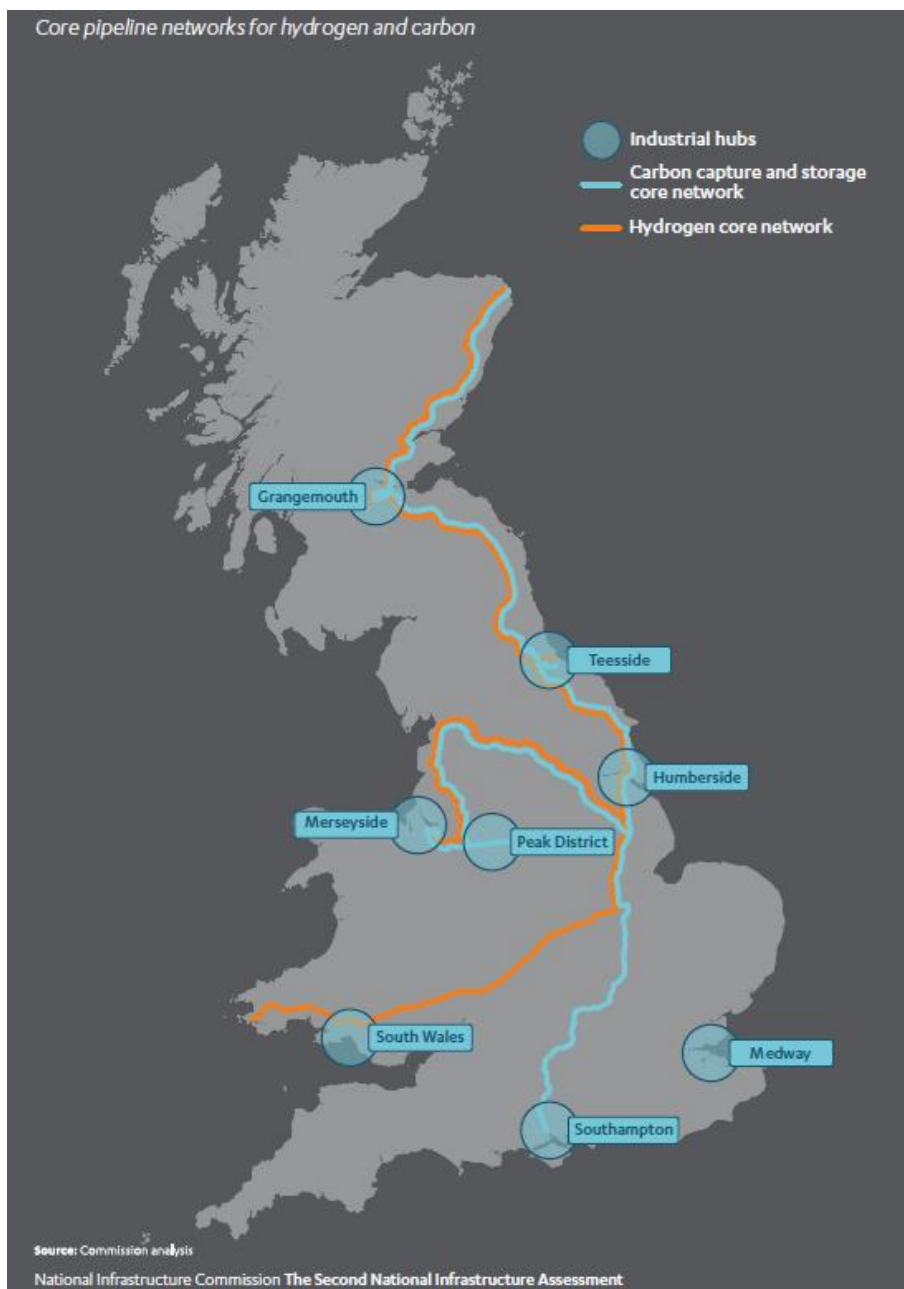 Core pipeline networks for hydrogen and carbon
Industrial hubs
Carbon capture and storage
core network
Hydrogen core network
Grangemouth
Teesside
Humberside
Merseyside
Peak District
South Wales
Medway
Southampton
Source: Commission analysis
National Infrastructure Commission The Second National Infrastructure Assessment